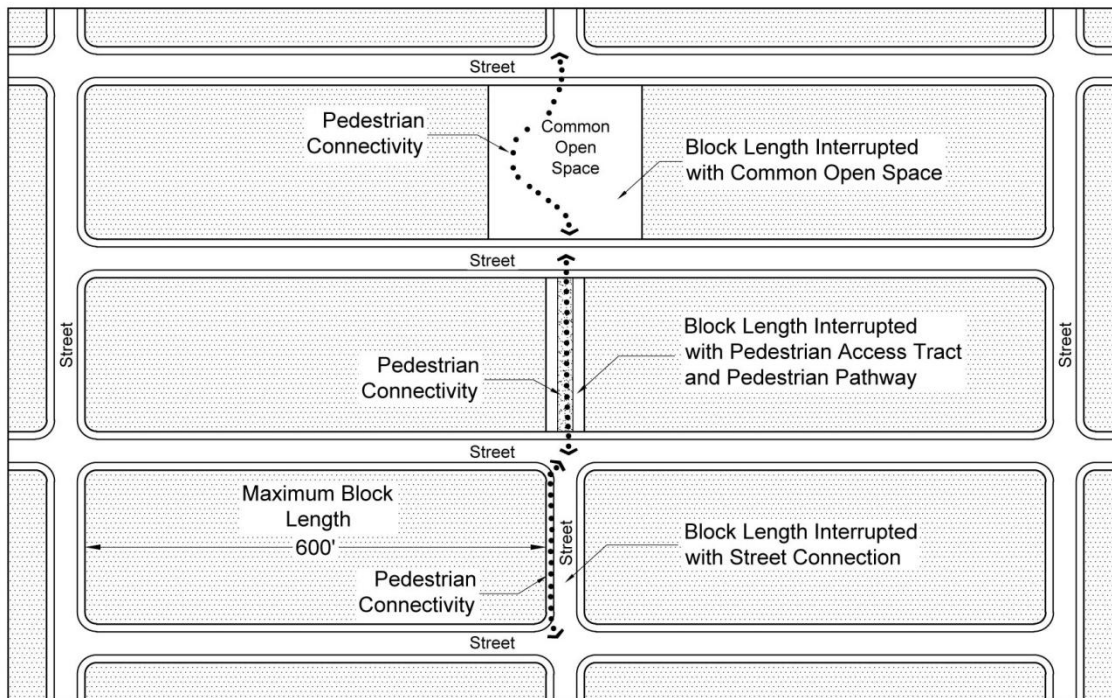 Street
Pedestrian
Connectivity
Common
Open
Space
Block Length Interrupted
with Common Open Space
Street
Street
Street
Pedestrian
Connectivity
Block Length Interrupted
with Pedestrian Access Tract
and Pedestrian Pathway
Street
Maximum Block
Length
600'
Street
Block Length Interrupted
with Street Connection
Pedestrian
Connectivity
Street